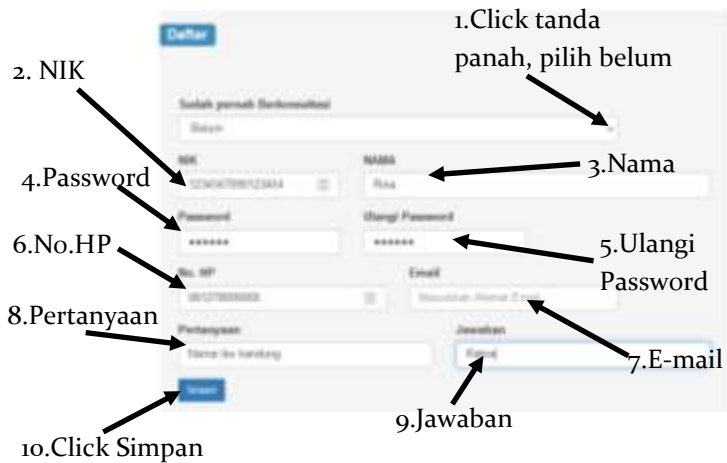 1.Click tanda
panah, pilih belum
Daftar
2. NIK
Sudah pernah Berkonsultasi
Belum
NIK
NAMA
3.Nama
4.Password
Rina
Password
Ulangi Password
6.No.HP
5.Ulangi
Password
No. HP
Email
Masukkan Alamat Email
8.Pertanyaan
Pertanyaan
Jawaban
Nama ibu kandung
7.E-mail
Simpan
9.Jawaban
10.Click Simpan